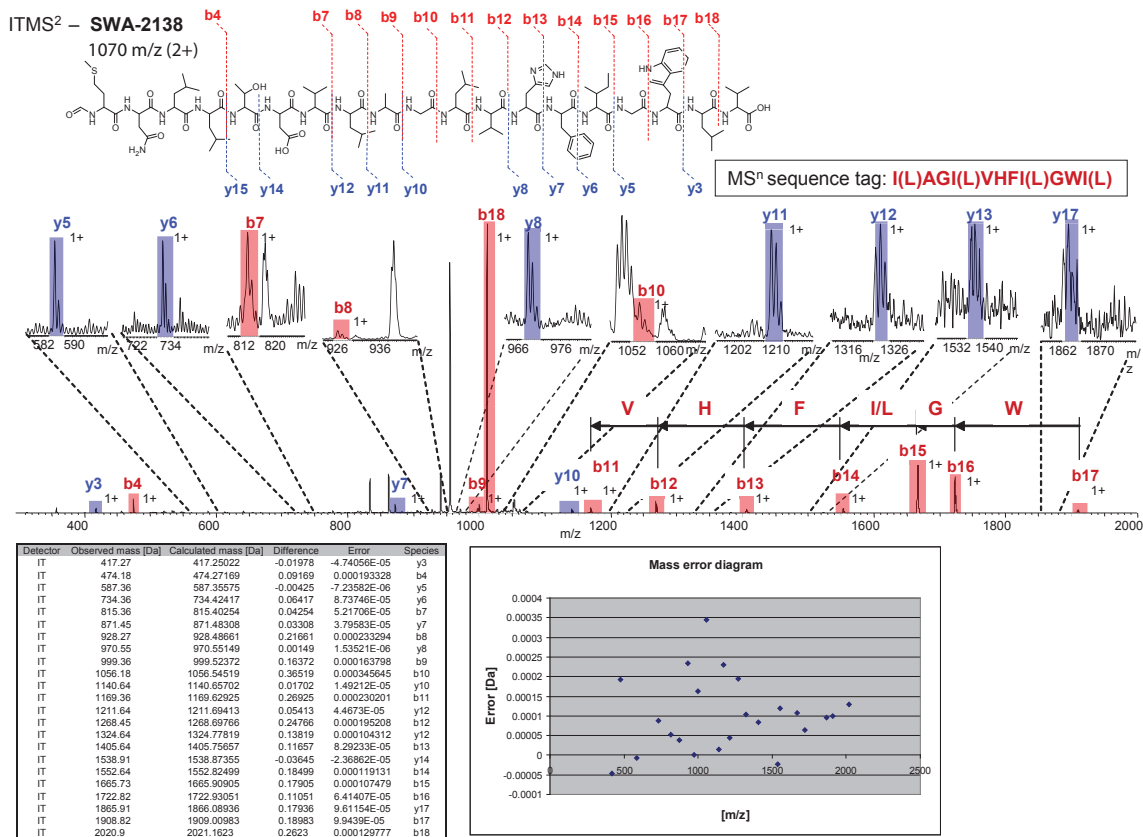 ITMS² – SWA-2138
1070 m/z (2+)
b4 b7 b8 b9 b10 b11 b12 b13 b14 b15 b16 b17 b18
S
O
N
H
NH₂
OH
HO
HN
NH
y15 y14 y12 y11 y10 y8 y7 y6 y5 y3
MSⁿ sequence tag: I(L)AGI(L)VHFI(L)GWI(L)
y5 1+
582 590 m/z
y6 1+
722 734 m/z
b7 1+
812 820 m/z
b8 1+
926 936 m/z
b18 1+
y8 1+
966 976 m/z
b10 1+
1052 1060 m/z
y11 1+
1202 1210 m/z
y12 1+
1316 1326 m/z
y13 1+
1532 1540 m/z
y17 1+
1862 1870 m/z
V H F I/L G W
y3 1+
b4 1+
y7 1+
b9 1+
y10 1+
b11 1+
b12 1+
b13 1+
b14 1+
b15 1+
b16 1+
b17 1+
400 600 800 1000 1200 1400 1600 1800 2000
m/z
Detector Observed mass [Da] Calculated mass [Da] Difference Error Species
IT 417.27 417.25022 -0.01978 -4.74056E-05 y3
IT 474.18 474.27169 0.09169 0.000193328 b4
IT 587.36 587.35575 -0.00425 -7.23582E-06 y5
IT 734.36 734.42417 0.06417 8.73746E-05 y6
IT 815.36 815.40254 0.04254 5.21706E-05 b7
IT 871.45 871.48308 0.03308 3.79583E-05 y7
IT 928.27 928.48661 0.21661 0.000233294 b8
IT 970.55 970.55149 0.00149 1.53521E-06 y8
IT 999.36 999.52372 0.16372 0.000163798 b9
IT 1056.18 1056.54519 0.36519 0.000345645 b10
IT 1140.64 1140.65702 0.01702 1.49212E-05 y10
IT 1169.36 1169.62925 0.26925 0.000230201 b11
IT 1211.64 1211.69413 0.05413 4.4673E-05 y12
IT 1268.45 1268.69766 0.24766 0.000195208 b12
IT 1324.64 1324.77819 0.13819 0.000104312 y12
IT 1405.64 1405.75657 0.11657 8.29233E-05 b13
IT 1538.91 1538.87355 -0.03645 -2.36862E-05 y14
IT 1552.64 1552.82499 0.18499 0.000119131 b14
IT 1665.73 1665.90905 0.17905 0.000107479 b15
IT 1722.82 1722.93051 0.11051 6.41407E-05 b16
IT 1865.91 1866.08936 0.17936 9.61154E-05 y17
IT 1908.82 1909.00983 0.18983 9.9439E-05 b17
IT 2020.9 2021.1623 0.2623 0.000129777 b18
Mass error diagram
Error [Da]
0.0004
0.00035
0.0003
0.00025
0.0002
0.00015
0.0001
0.00005
0
-0.00005
-0.0001
0 500 1000 1500 2000 2500
[m/z]